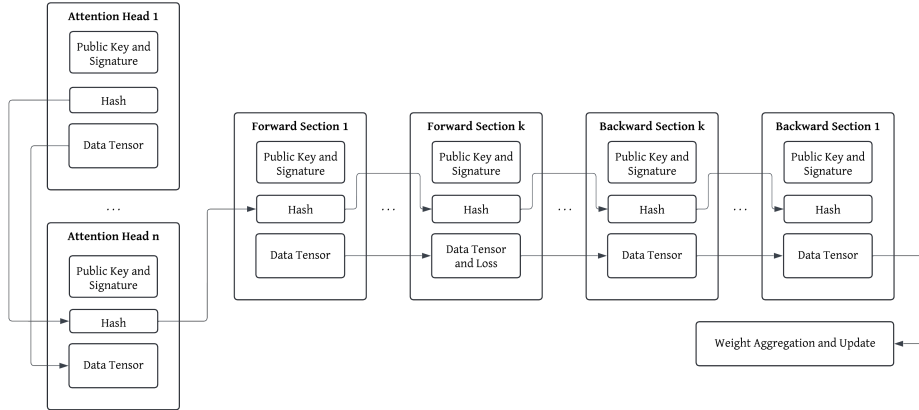 Attention Head 1
Public Key and
Signature
Hash
Data Tensor
...
Attention Head n
Public Key and
Signature
Hash
Data Tensor
Forward Section 1
Public Key and
Signature
Hash
Data Tensor
...
Forward Section k
Public Key and
Signature
Hash
Data Tensor
and Loss
...
Backward Section k
Public Key and
Signature
Hash
Data Tensor
...
Backward Section 1
Public Key and
Signature
Hash
Data Tensor
Weight Aggregation and Update